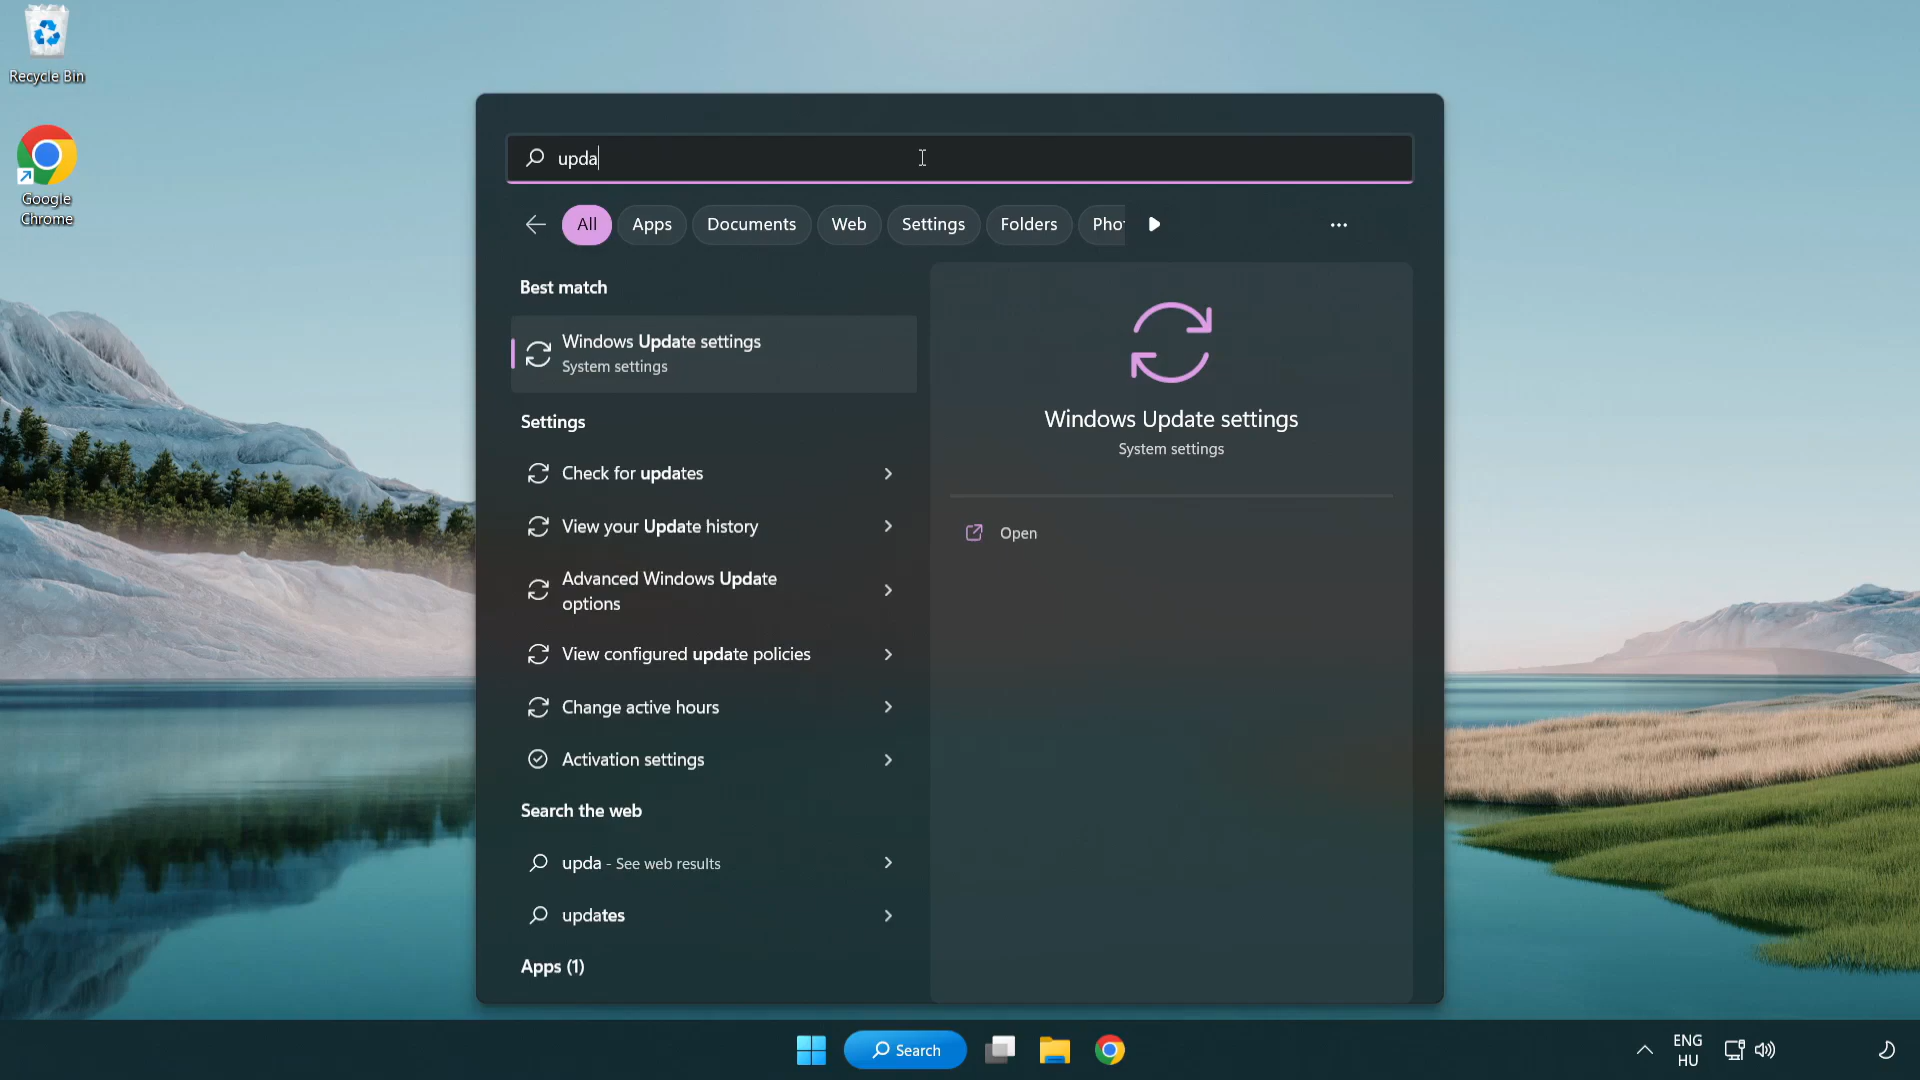 Recycle Bin
Google
Chrome
upda
All
Apps
Documents
Web
Settings
Folders
Pho
Best match
Windows Update settings
System settings
Settings
Check for updates
View your Update history
Advanced Windows Update
options
View configured update policies
Change active hours
Activation settings
Search the web
upda - See web results
updates
Apps (1)
Windows Update settings
System settings
Open
Search
ENG
HU